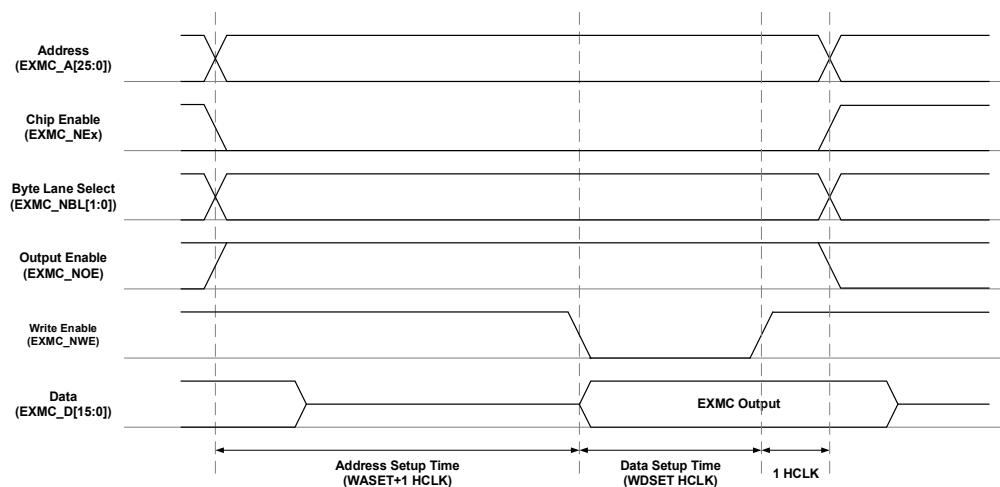 Address
(EXMC_A[25:0])
Chip Enable
(EXMC_NEx)
Byte Lane Select
(EXMC_NBL[1:0])
Output Enable
(EXMC_NOE)
Write Enable
(EXMC_NWE)
Data
(EXMC_D[15:0])
EXMC Output
Address Setup Time
(WASET+1 HCLK)
Data Setup Time
(WDSET HCLK)
1 HCLK